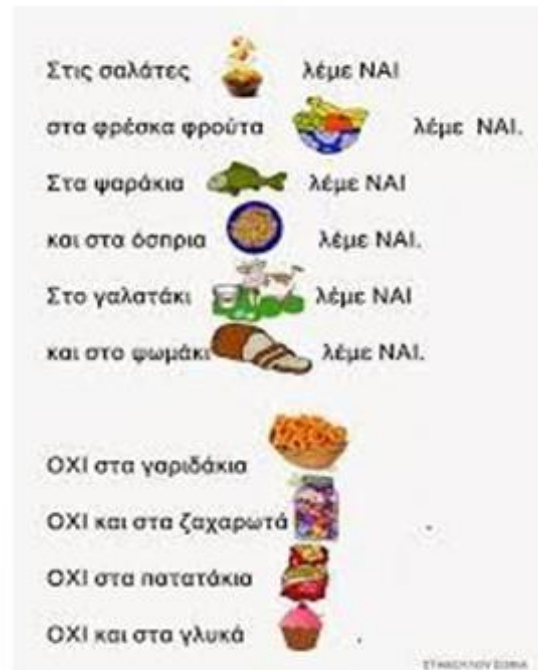 Στις σαλάτες λέμε ΝΑΙ
στα φρέσκα φρούτα λέμε ΝΑΙ.
Στα ψαράκια λέμε ΝΑΙ
και στα όσπρια λέμε ΝΑΙ.
Στο γαλατάκι λέμε ΝΑΙ
και στο ψωμάκι λέμε ΝΑΙ.
ΟΧΙ στα γαριδάκια
ΟΧΙ και στα ζαχαρωτά
ΟΧΙ στα πατατάκια
ΟΧΙ και στα γλυκά